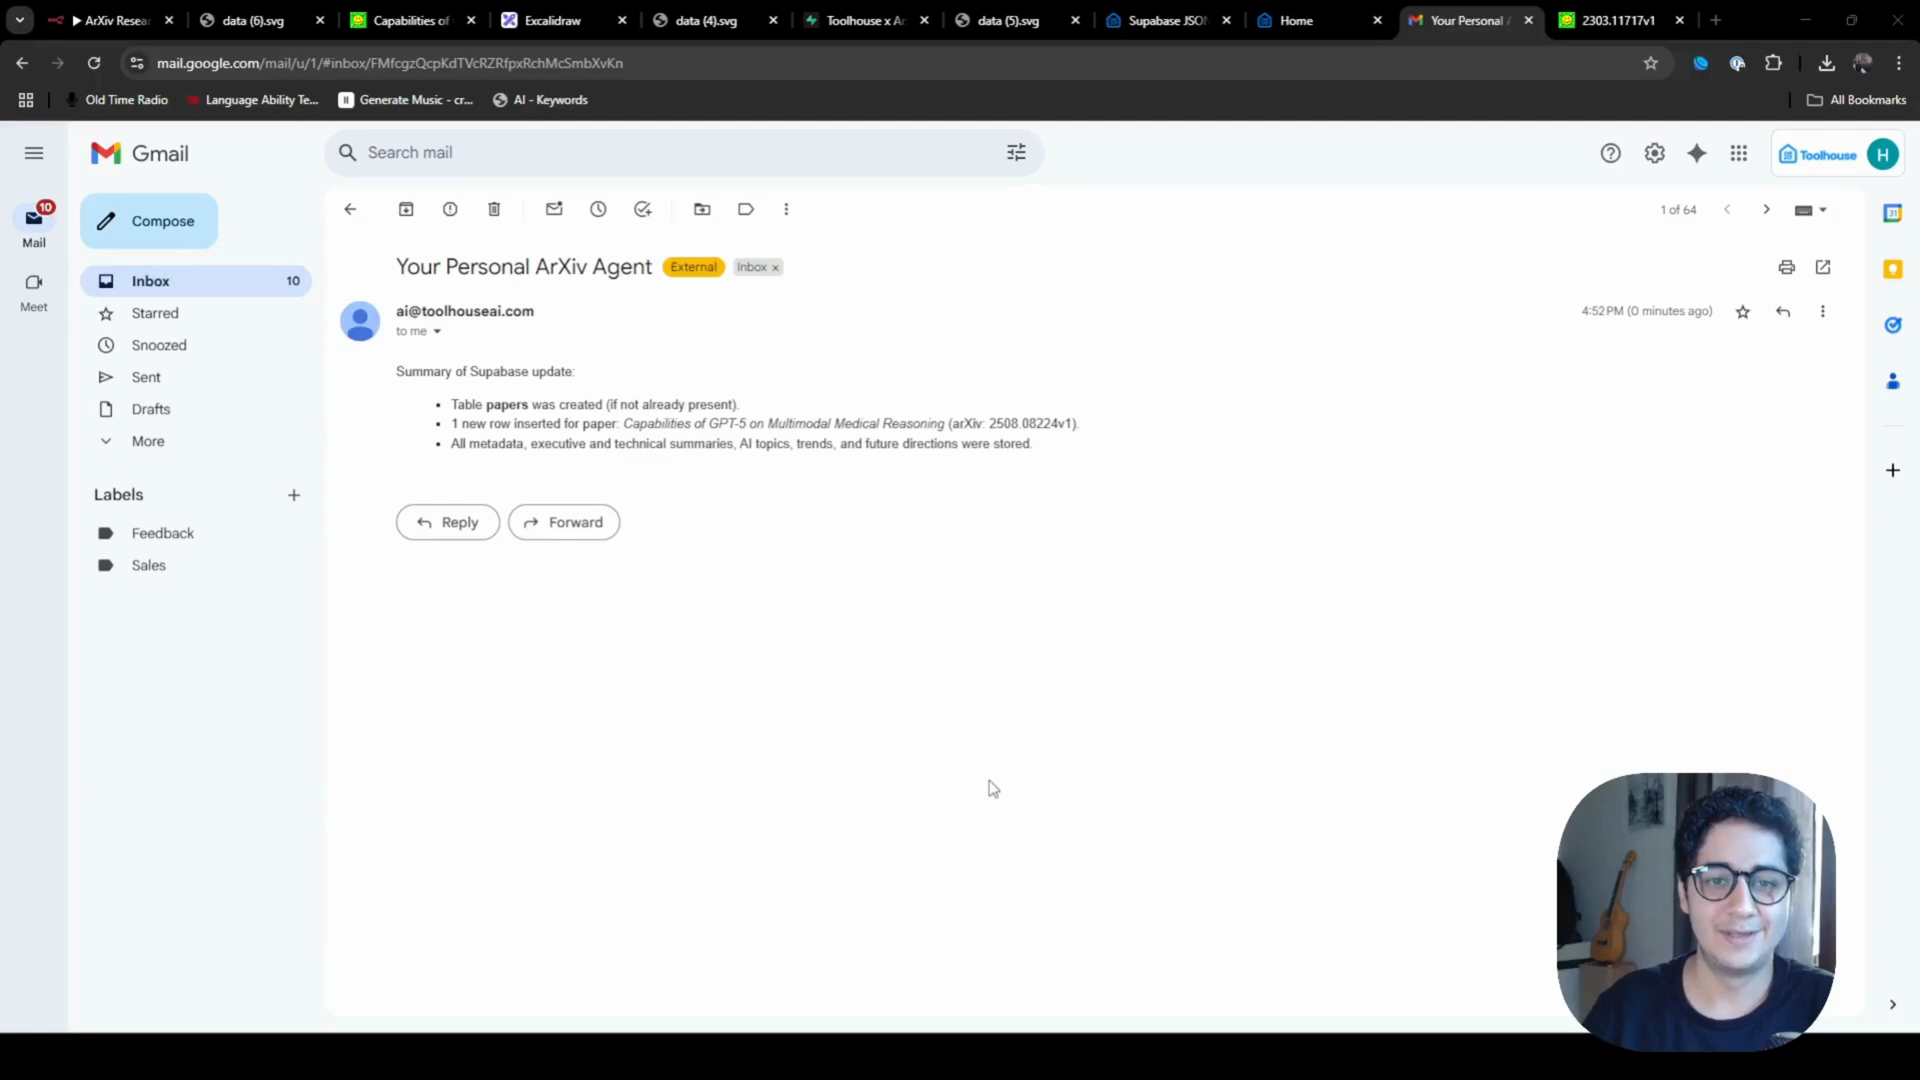 ArXiv Resear
data (6).svg
Capabilities of
Excalidraw
data (4).svg
Toolhouse x Ar
data (5).svg
Supabase JSON
Home
Your Personal A
2303.11717v1
mail.google.com/mail/u/1/#inbox/FMfcgzQcpKdTVcRZRfpxRchMcSmbXvKn
Old Time Radio
Language Ability Te...
Generate Music - cr...
AI - Keywords
All Bookmarks
Gmail
Search mail
Toolhouse
H
10
Mail
Meet
Compose
Inbox 10
Starred
Snoozed
Sent
Drafts
More
Labels
Feedback
Sales
1 of 64
Your Personal ArXiv Agent External Inbox x
ai@toolhouseai.com
to me
4:52 PM (0 minutes ago)
Summary of Supabase update:
• Table papers was created (if not already present).
• 1 new row inserted for paper: Capabilities of GPT-5 on Multimodal Medical Reasoning (arXiv: 2508.08224v1).
• All metadata, executive and technical summaries, AI topics, trends, and future directions were stored.
Reply
Forward
31